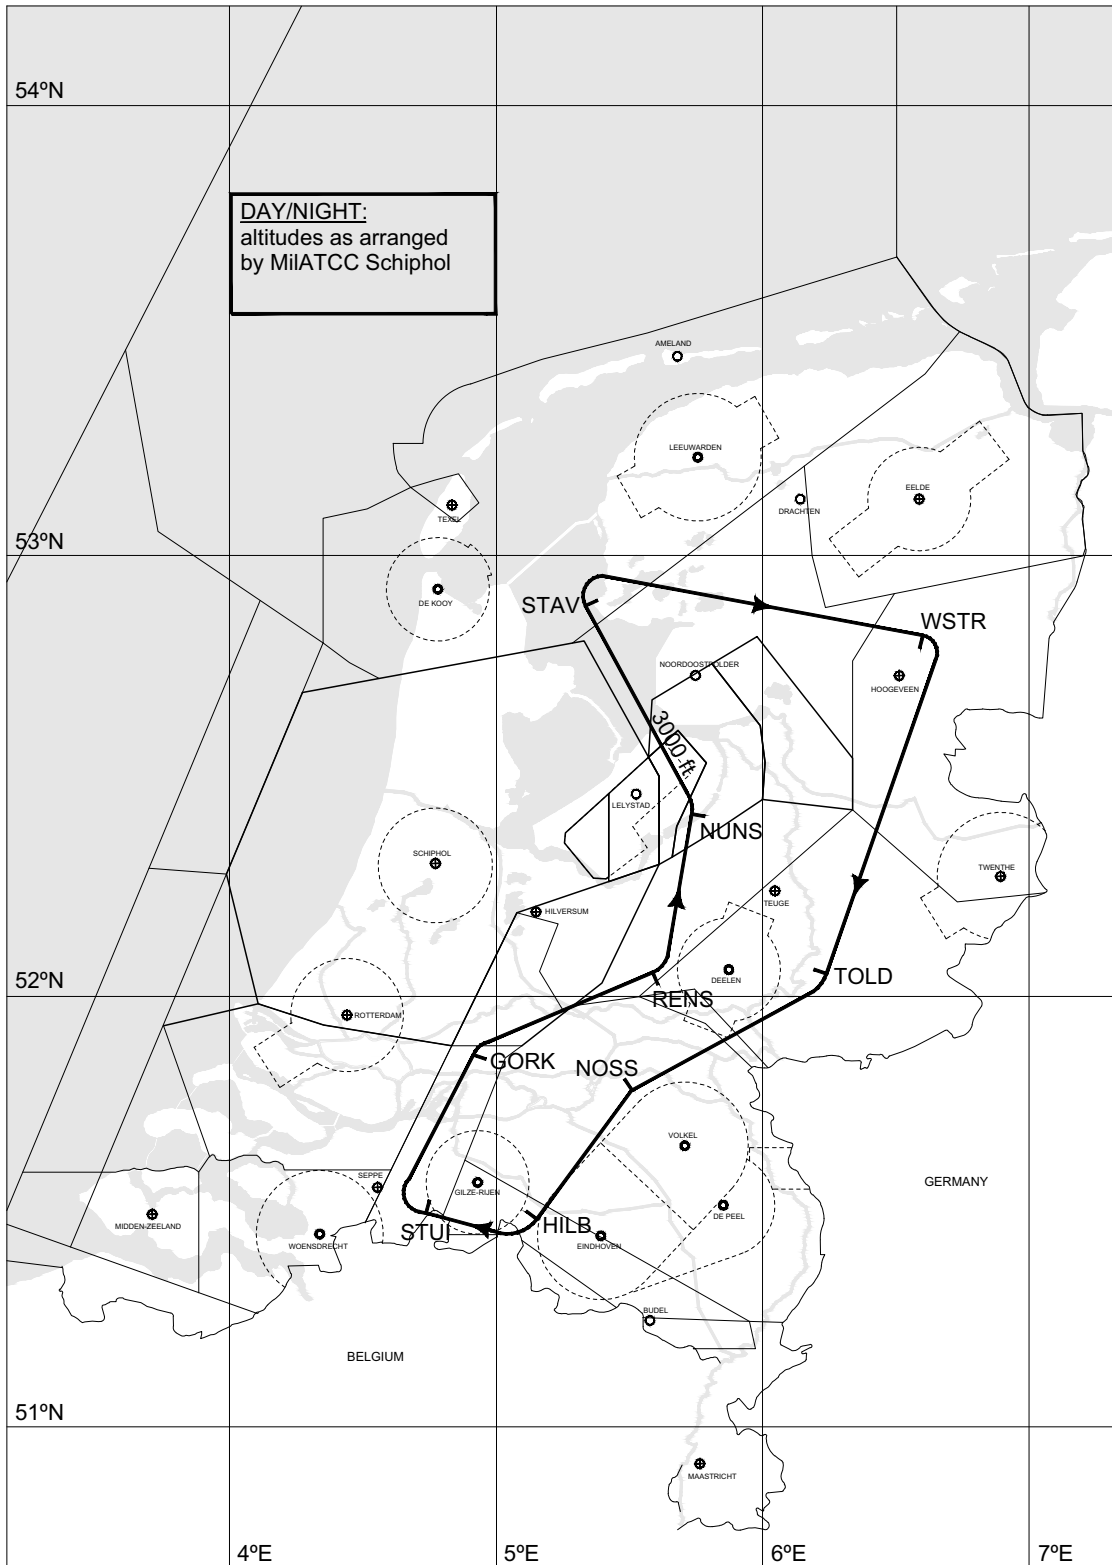 54ºN
DAY/NIGHT:
altitudes as arranged
by MilATCC Schiphol
AMELAND
LEEUWARDEN
EELDE
DRACHTEN
TEXEL
53ºN
DE KOOY
STAV
WSTR
NOORDOOSTPOLDER
HOOGEVEEN
3000-ft.
LELYSTAD
NUNS
SCHIPHOL
TWENTHE
TEUGE
HILVERSUM
DEELEN
TOLD
52ºN
RENS
ROTTERDAM
GORK
NOSS
VOLKEL
SEPPE
GILZE-RIJEN
GERMANY
DE PEEL
MIDDEN-ZEELAND
STUI
HILB
WOENSDRECHT
EINDHOVEN
BUDEL
BELGIUM
51ºN
MAASTRICHT
4ºE
5ºE
6ºE
7ºE